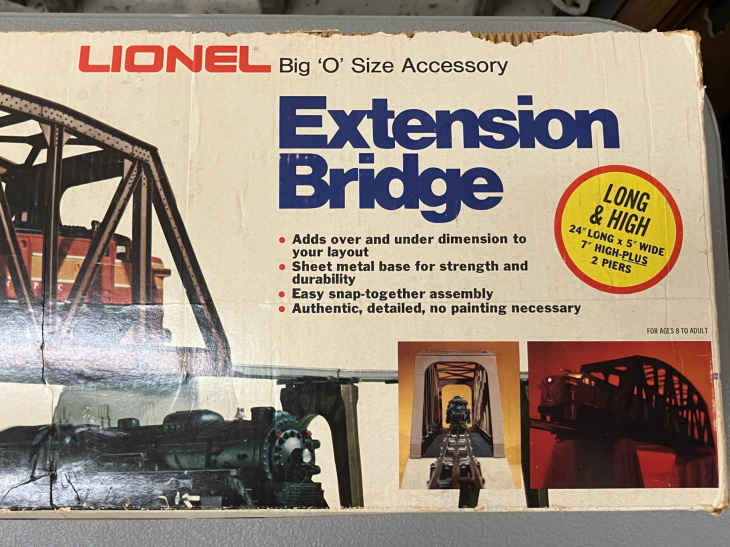 LIONEL Big 'O' Size Accessory
Extension
Bridge
• Adds over and under dimension to
your layout
• Sheet metal base for strength and
durability
• Easy snap-together assembly
• Authentic, detailed, no painting necessary
LONG
& HIGH
24" LONG x 5" WIDE
7" HIGH-PLUS
2 PIERS
FOR AGES 8 TO ADULT